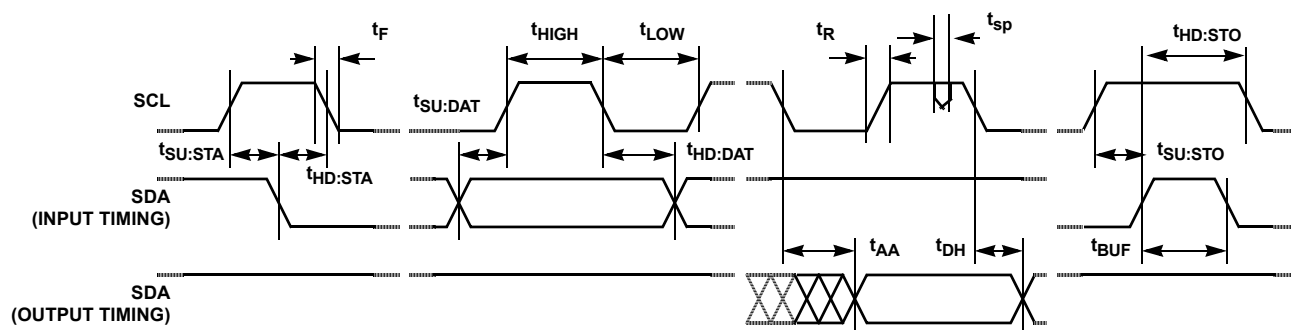 tF
tHIGH
tLOW
tR
tsp
tHD:STO
SCL
tSU:DAT
tSU:STA
tHD:STA
tHD:DAT
tSU:STO
SDA
(INPUT TIMING)
tAA
tDH
tBUF
SDA
(OUTPUT TIMING)